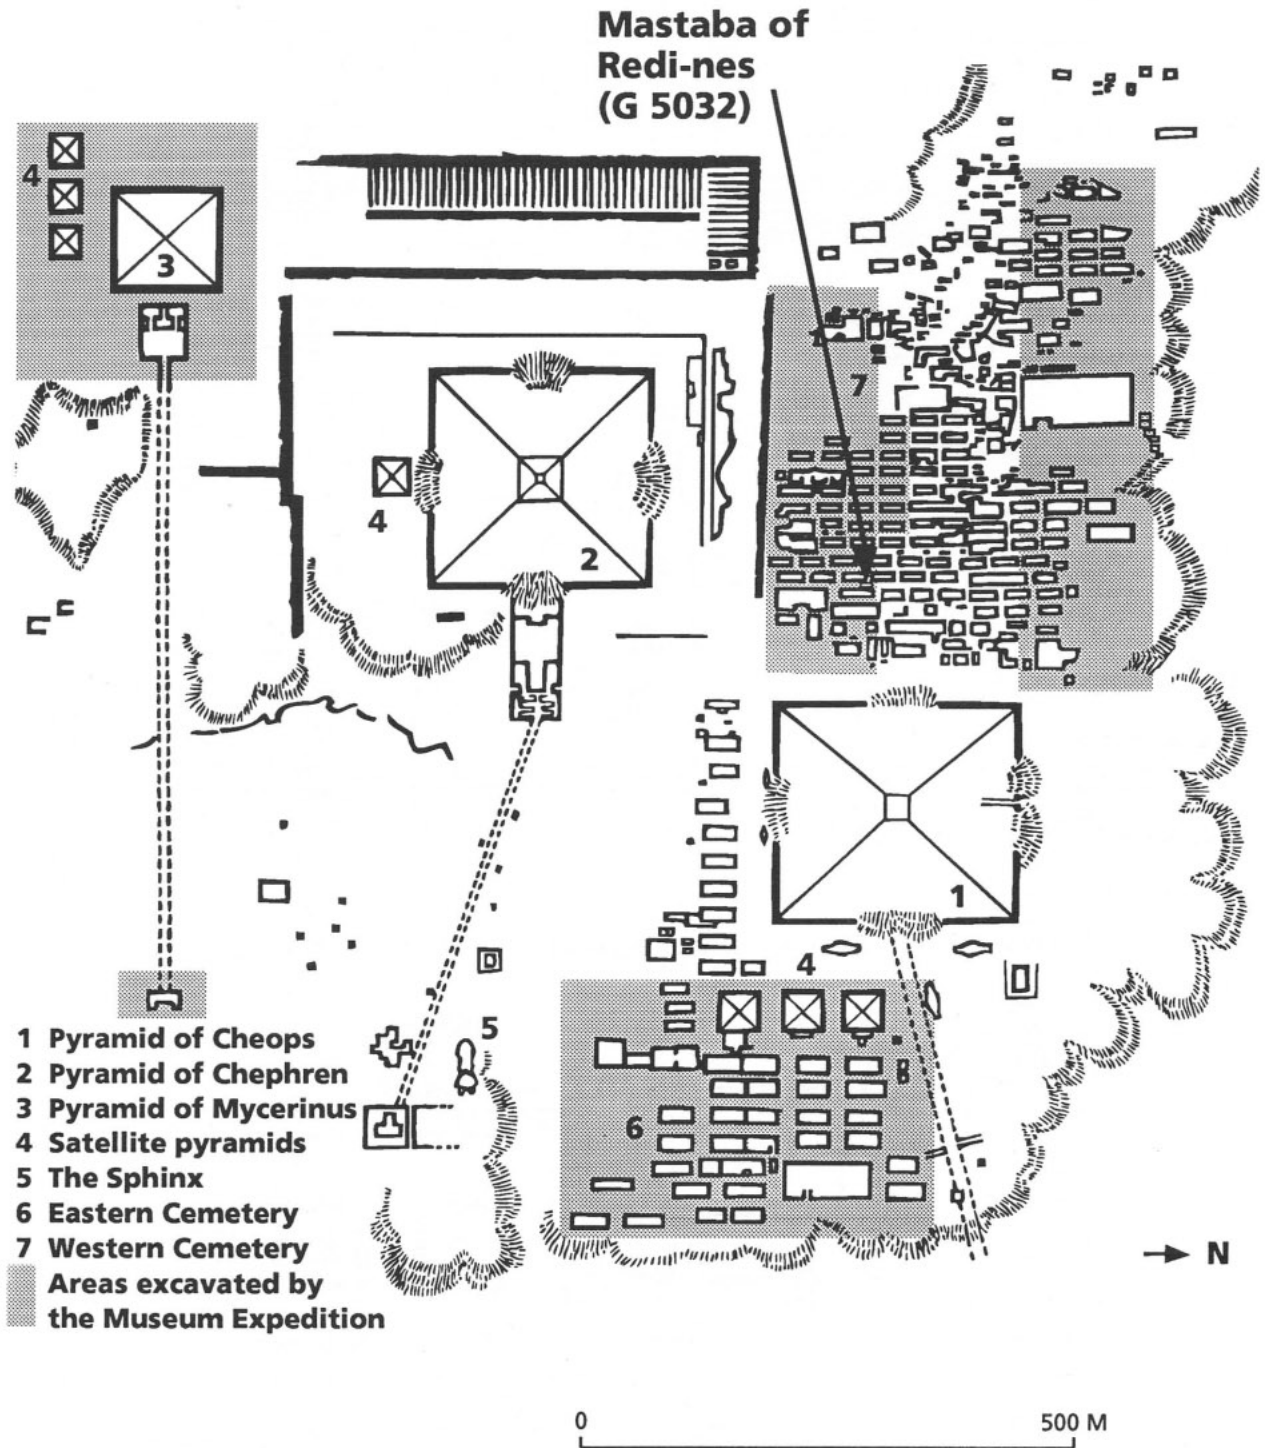 Mastaba of
Redi-nes
(G 5032)
4
3
7
4
2
1
4
5
6
1 Pyramid of Cheops
2 Pyramid of Chephren
3 Pyramid of Mycerinus
4 Satellite pyramids
5 The Sphinx
6 Eastern Cemetery
7 Western Cemetery
Areas excavated by
the Museum Expedition
N
0 500 M